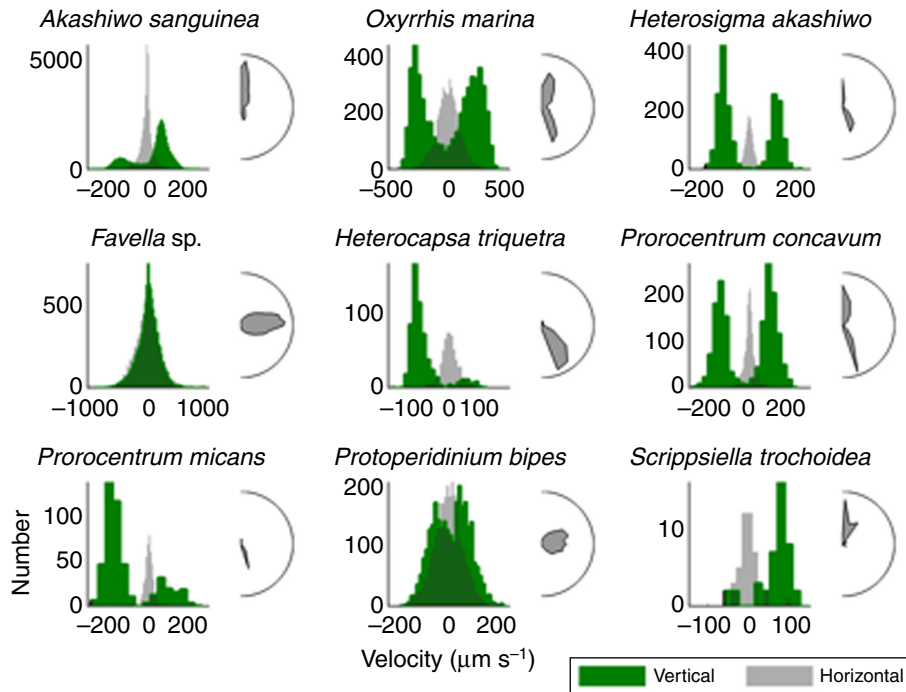 Akashiwo sanguinea
Oxyrrhis marina
Heterosigma akashiwo
5000
0
−200 0 200
400
200
0
−500 0 500
400
200
0
−200 0 200
Favella sp.
Heterocapsa triquetra
Prorocentrum concavum
500
0
−1000 0 1000
100
0
−100 0 100
200
100
0
−200 0 200
Prorocentrum micans
Protoperidinium bipes
Scrippsiella trochoidea
Number
100
50
0
−200 0 200
200
100
0
−200 0 200
10
0
−100 0 100
Velocity (μm s⁻¹)
Vertical
Horizontal